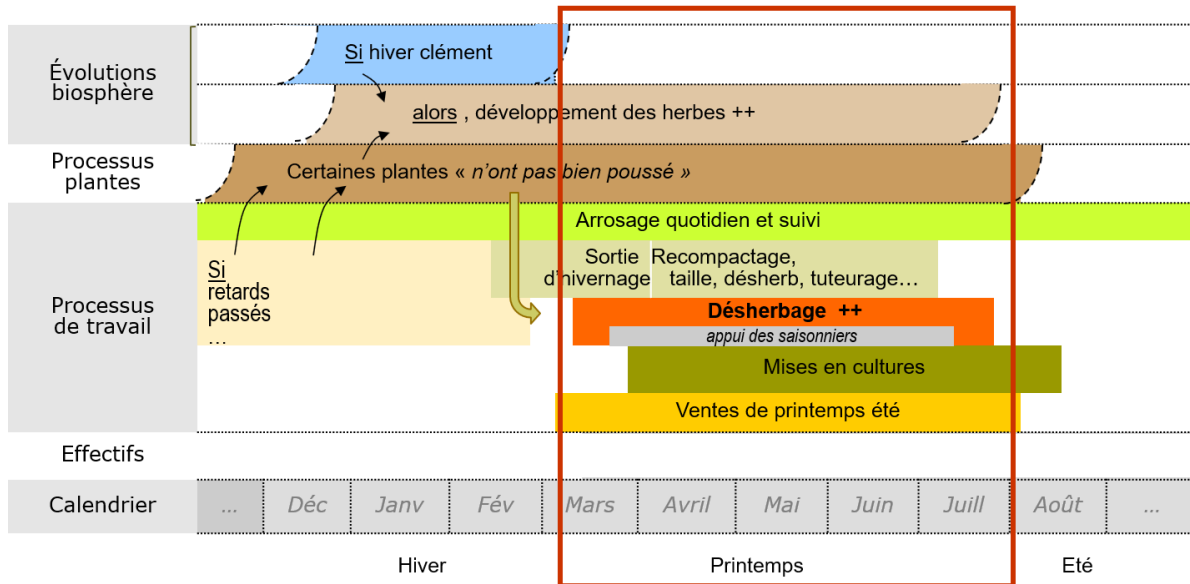 Évolutions
biosphère
Si hiver clément
alors , développement des herbes ++
Processus
plantes
Certaines plantes « n'ont pas bien poussé »
Processus
de travail
Arrosage quotidien et suivi
Si
retards
passés
...
Sortie
d'hivernage
Recompactage,
taille, désherb, tuteurage…
Désherbage ++
appui des saisonniers
Mises en cultures
Ventes de printemps été
Effectifs
Calendrier
... Déc Janv Fév Mars Avril Mai Juin Juill Août ...
Hiver Printemps Eté